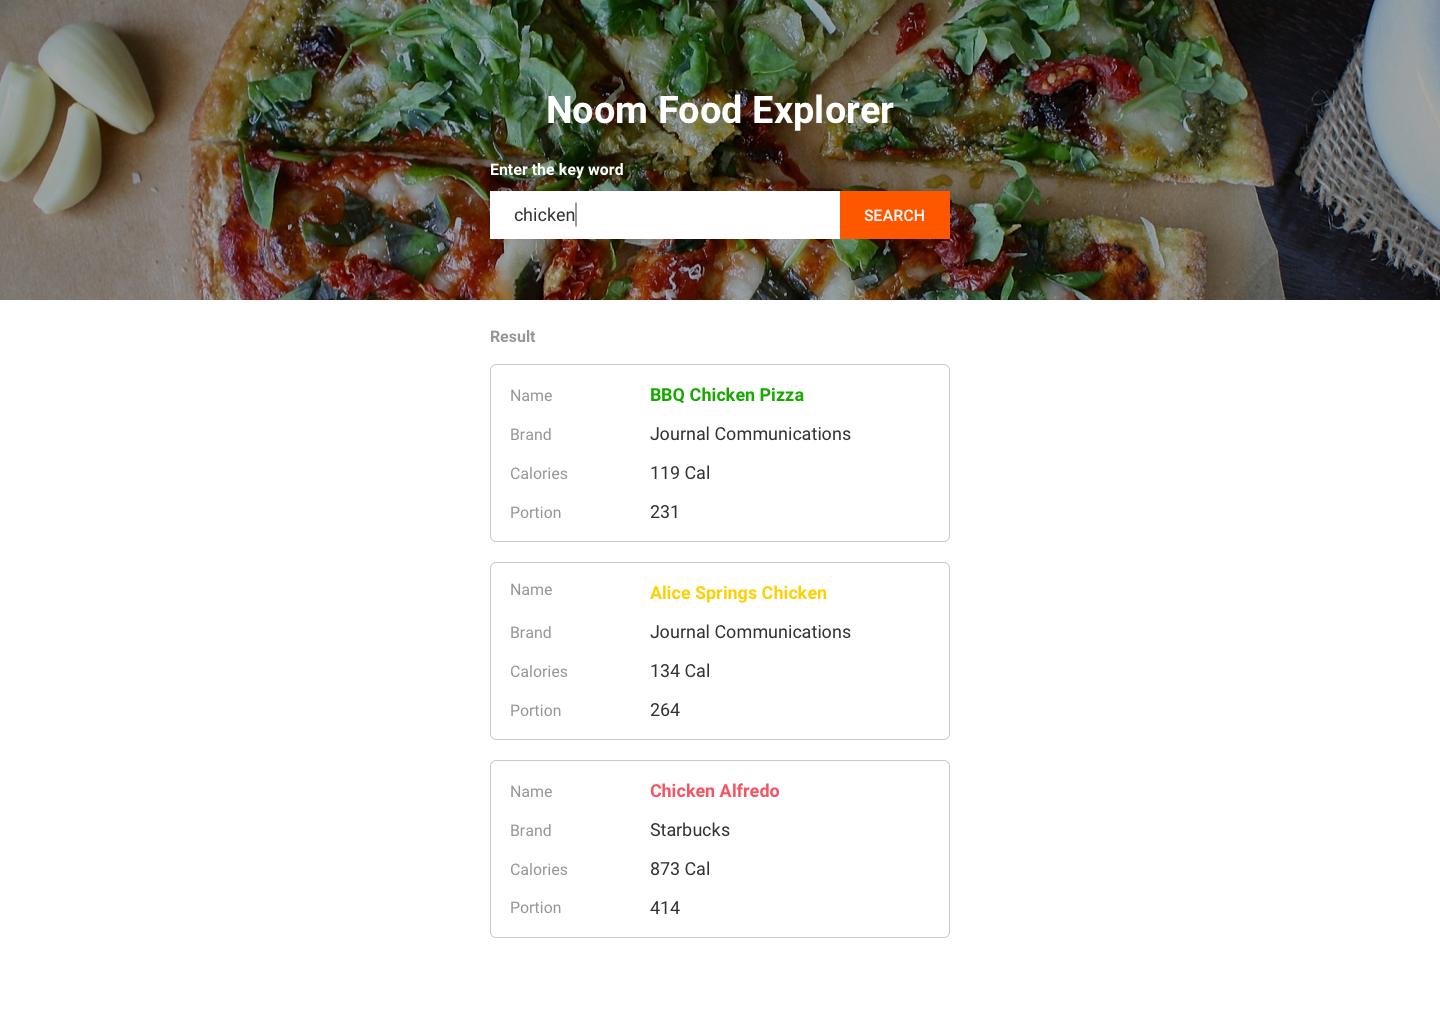 Noom Food Explorer
Enter the key word
chicken
SEARCH
Result
Name BBQ Chicken Pizza
Brand Journal Communications
Calories 119 Cal
Portion 231
Name Alice Springs Chicken
Brand Journal Communications
Calories 134 Cal
Portion 264
Name Chicken Alfredo
Brand Starbucks
Calories 873 Cal
Portion 414